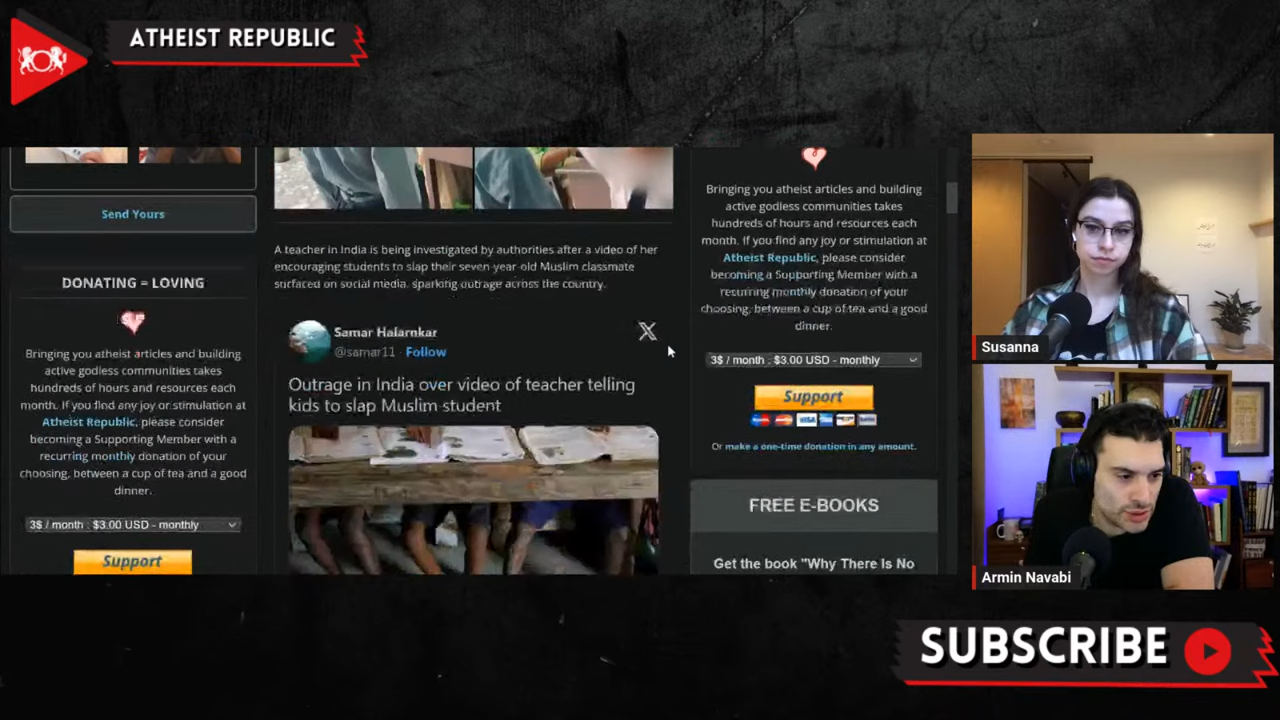 ATHEIST REPUBLIC
Send Yours
DONATING = LOVING
Bringing you atheist articles and building
active godless communities takes
hundreds of hours and resources each
month. If you find any joy or stimulation at
Atheist Republic, please consider
becoming a Supporting Member with a
recurring monthly donation of your
choosing, between a cup of tea and a good
dinner.
3$ / month : $3.00 USD - monthly
Support
A teacher in India is being investigated by authorities after a video of her
encouraging students to slap their seven-year-old Muslim classmate
surfaced on social media, sparking outrage across the country.
Samar Halarnkar
@samar11 · Follow
X
Outrage in India over video of teacher telling
kids to slap Muslim student
Bringing you atheist articles and building
active godless communities takes
hundreds of hours and resources each
month. If you find any joy or stimulation at
Atheist Republic, please consider
becoming a Supporting Member with a
recurring monthly donation of your
choosing, between a cup of tea and a good
dinner.
3$ / month : $3.00 USD - monthly
Support
VISA
Or make a one-time donation in any amount.
FREE E-BOOKS
Get the book "Why There Is No
Susanna
Armin Navabi
SUBSCRIBE